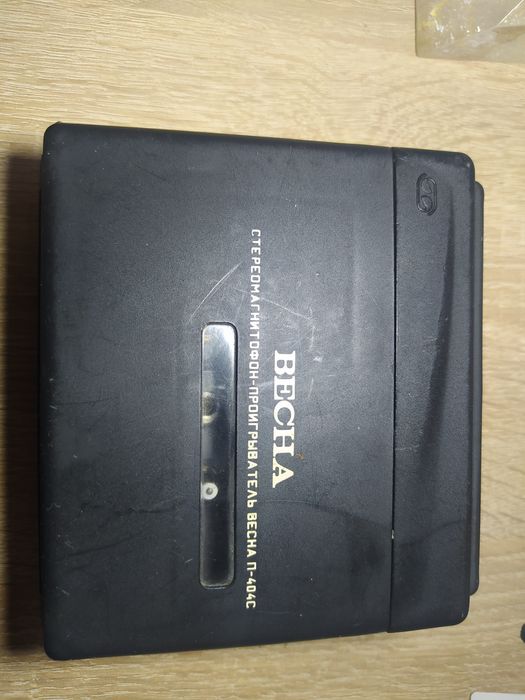 ВЕСНА
СТЕРЕОМАГНИТОФОН-ПРОИГРЫВАТЕЛЬ ВЕСНА П-404С